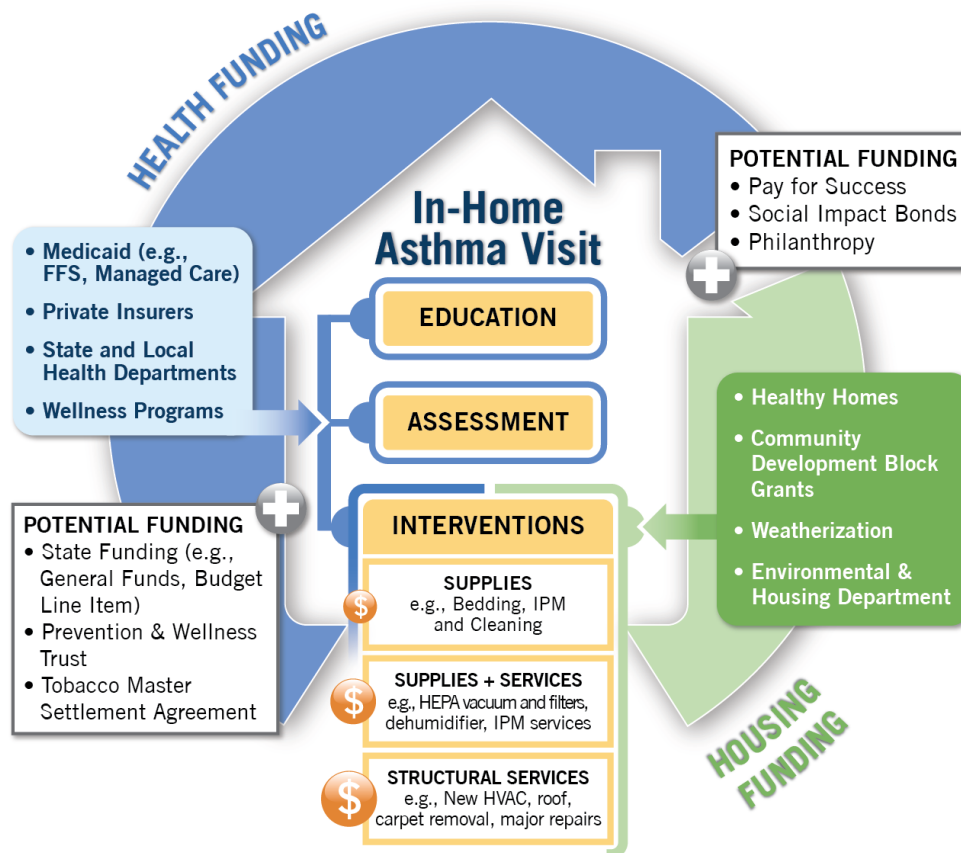 HEALTH FUNDING
In-Home
Asthma Visit
• Medicaid (e.g.,
FFS, Managed Care)
• Private Insurers
• State and Local
Health Departments
• Wellness Programs
POTENTIAL FUNDING
• State Funding (e.g.,
General Funds, Budget
Line Item)
• Prevention & Wellness
Trust
• Tobacco Master
Settlement Agreement
EDUCATION
ASSESSMENT
INTERVENTIONS
SUPPLIES
e.g., Bedding, IPM
and Cleaning
$
SUPPLIES + SERVICES
e.g., HEPA vacuum and filters,
dehumidifier, IPM services
$
STRUCTURAL SERVICES
e.g., New HVAC, roof,
carpet removal, major repairs
$
POTENTIAL FUNDING
• Pay for Success
• Social Impact Bonds
• Philanthropy
• Healthy Homes
• Community
Development Block
Grants
• Weatherization
• Environmental &
Housing Department
HOUSING
FUNDING